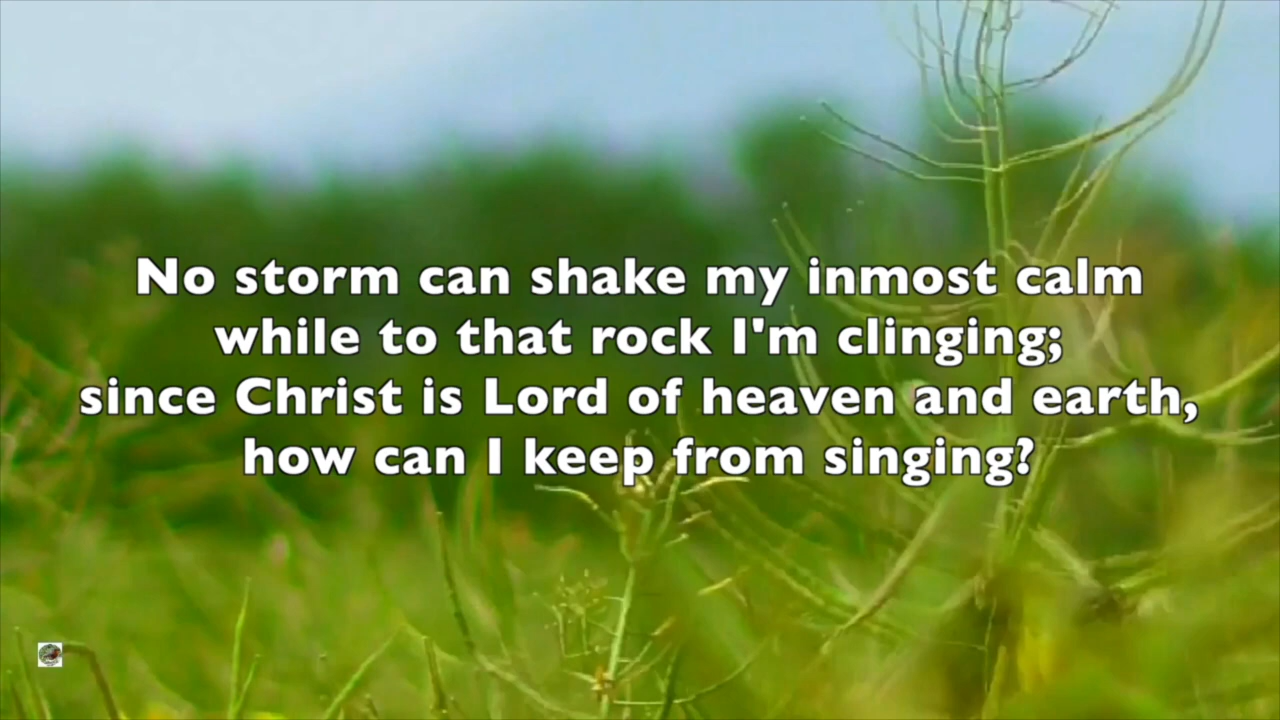 No storm can shake my inmost calm
while to that rock I'm clinging;
since Christ is Lord of heaven and earth,
how can I keep from singing?